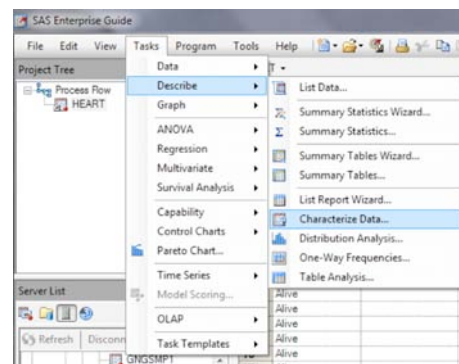 SAS Enterprise Guide
File Edit View Tasks Program Tools Help
Project Tree
Process Flow
HEART
Data
Describe
Graph
ANOVA
Regression
Multivariate
Survival Analysis
Capability
Control Charts
Pareto Chart...
Time Series
Model Scoring...
OLAP
Task Templates
List Data...
Summary Statistics Wizard...
Summary Statistics...
Summary Tables Wizard...
Summary Tables...
List Report Wizard...
Characterize Data...
Distribution Analysis...
One-Way Frequencies...
Table Analysis...
Server List
Refresh Disconn
GNGSMP1
Alive
Alive
Alive
Alive
Alive